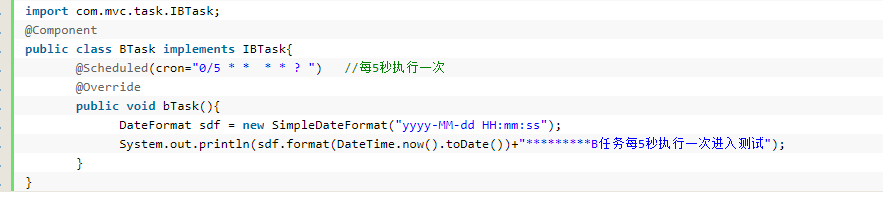 import com.mvc.task.IBTask;
@Component
public class BTask implements IBTask{
@Scheduled(cron="0/5 * *  * * ? ")   //每5秒执行一次
@Override
public void bTask(){
DateFormat sdf = new SimpleDateFormat("yyyy-MM-dd HH:mm:ss");
System.out.println(sdf.format(DateTime.now().toDate())+"*********B任务每5秒执行一次进入测试");
}
}